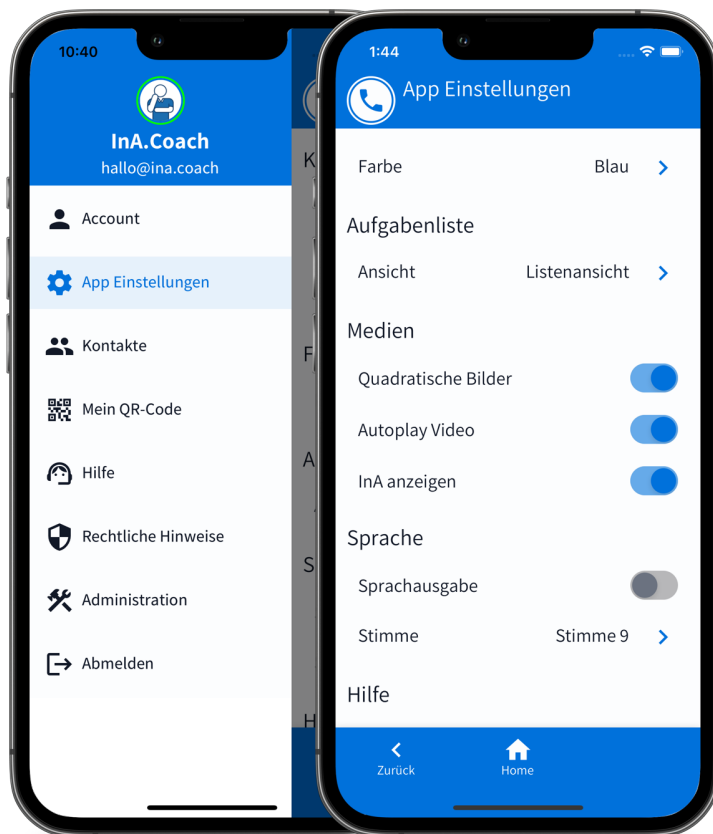 10:40
InA.Coach
hallo@ina.coach
Account
App Einstellungen
Kontakte
Mein QR-Code
Hilfe
Rechtliche Hinweise
Administration
Abmelden
K
F
A
S
H
1:44
App Einstellungen
Farbe Blau
Aufgabenliste
Ansicht Listenansicht
Medien
Quadratische Bilder
Autoplay Video
InA anzeigen
Sprache
Sprachausgabe
Stimme Stimme 9
Hilfe
Zurück Home